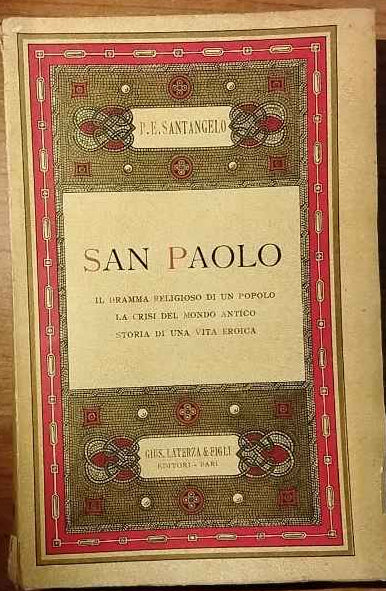 P. E. SANTANGELO
SAN PAOLO
IL DRAMMA RELIGIOSO DI UN POPOLO
LA CRISI DEL MONDO ANTICO
STORIA DI UNA VITA EROICA
GIUS. LATERZA & FIGLI
EDITORI - BARI